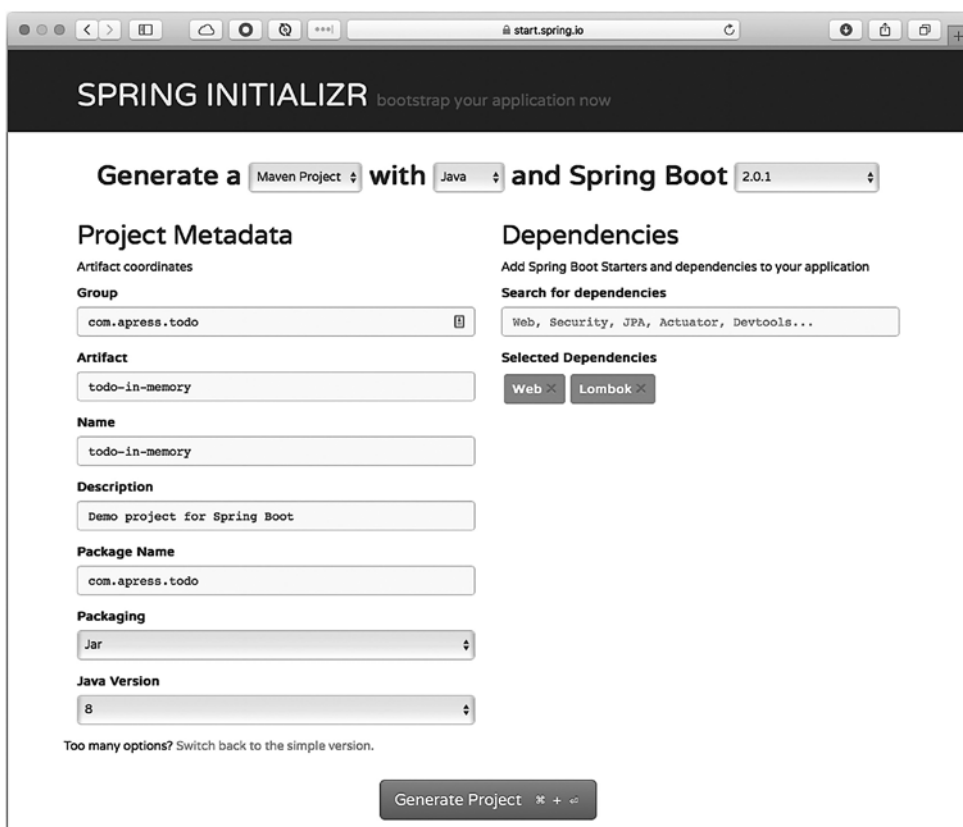 start.spring.io
SPRING INITIALIZR bootstrap your application now
Generate a Maven Project with Java and Spring Boot 2.0.1
Project Metadata
Artifact coordinates
Group
com.apress.todo
Artifact
todo-in-memory
Name
todo-in-memory
Description
Demo project for Spring Boot
Package Name
com.apress.todo
Packaging
Jar
Java Version
8
Too many options? Switch back to the simple version.
Dependencies
Add Spring Boot Starters and dependencies to your application
Search for dependencies
Web, Security, JPA, Actuator, Devtools...
Selected Dependencies
Web × Lombok ×
Generate Project ⌘ + ⏎